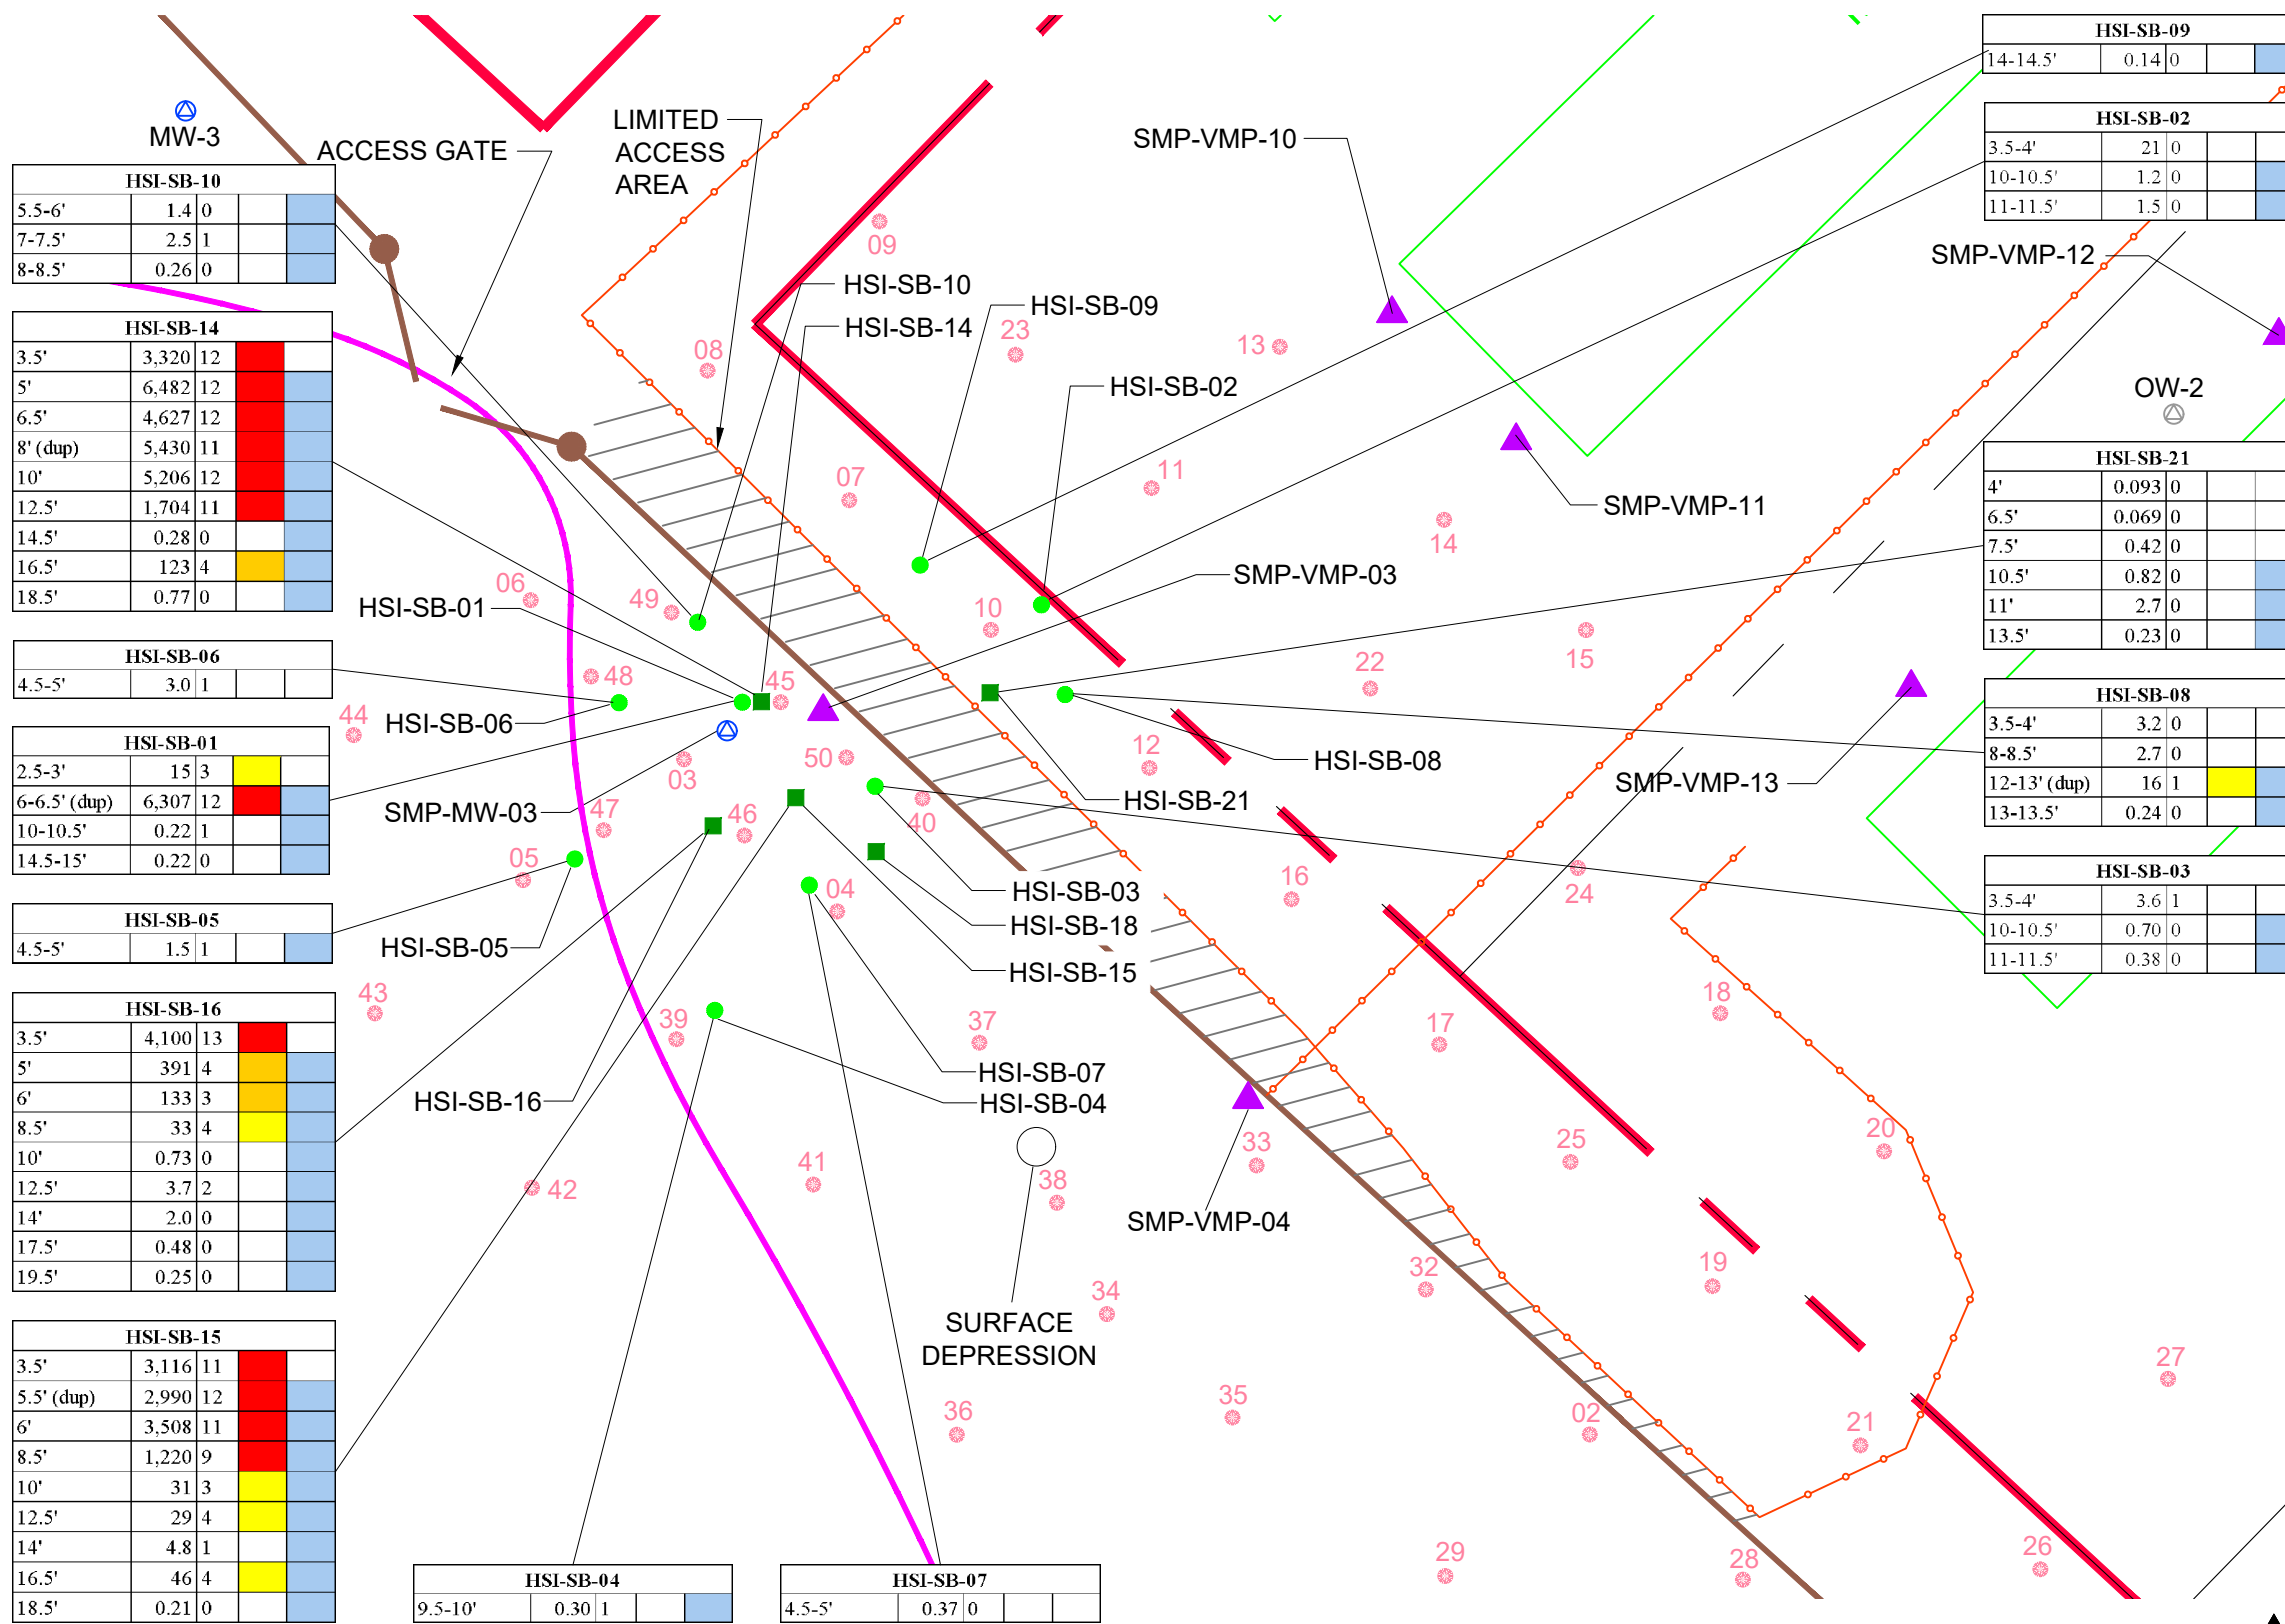 HSI-SB-09
14-14.5' 0.14 0
HSI-SB-02
3.5-4' 21 0
10-10.5' 1.2 0
11-11.5' 1.5 0
MW-3
ACCESS GATE
LIMITED
ACCESS
AREA
SMP-VMP-10
HSI-SB-10
5.5-6' 1.4 0
7-7.5' 2.5 1
8-8.5' 0.26 0
09
SMP-VMP-12
HSI-SB-10
HSI-SB-09
HSI-SB-14
23
13
08
HSI-SB-02
OW-2
HSI-SB-14
3.5' 3,320 12
5' 6,482 12
6.5' 4,627 12
8' (dup) 5,430 11
10' 5,206 12
12.5' 1,704 11
14.5' 0.28 0
16.5' 123 4
18.5' 0.77 0
07
11
SMP-VMP-11
14
HSI-SB-21
4' 0.093 0
6.5' 0.069 0
7.5' 0.42 0
10.5' 0.82 0
11' 2.7 0
13.5' 0.23 0
SMP-VMP-03
06
49
HSI-SB-01
10
15
HSI-SB-06
4.5-5' 3.0 1
48
45
22
44
HSI-SB-06
HSI-SB-08
3.5-4' 3.2 0
8-8.5' 2.7 0
12-13' (dup) 16 1
13-13.5' 0.24 0
HSI-SB-01
2.5-3' 15 3
6-6.5' (dup) 6,307 12
10-10.5' 0.22 1
14.5-15' 0.22 0
03
50
12
HSI-SB-08
SMP-VMP-13
HSI-SB-21
SMP-MW-03
47
46
40
05
04
16
24
HSI-SB-03
HSI-SB-18
HSI-SB-15
HSI-SB-03
3.5-4' 3.6 1
10-10.5' 0.70 0
11-11.5' 0.38 0
HSI-SB-05
4.5-5' 1.5 1
HSI-SB-05
43
39
37
17
18
HSI-SB-16
3.5' 4,100 13
5' 391 4
6' 133 3
8.5' 33 4
10' 0.73 0
12.5' 3.7 2
14' 2.0 0
17.5' 0.48 0
19.5' 0.25 0
HSI-SB-16
HSI-SB-07
HSI-SB-04
33
25
20
42
41
38
SMP-VMP-04
32
19
34
SURFACE
DEPRESSION
HSI-SB-15
3.5' 3,116 11
5.5' (dup) 2,990 12
6' 3,508 11
8.5' 1,220 9
10' 31 3
12.5' 29 4
14' 4.8 1
16.5' 46 4
18.5' 0.21 0
27
36
35
02
21
29
28
26
HSI-SB-04
9.5-10' 0.30 1
HSI-SB-07
4.5-5' 0.37 0